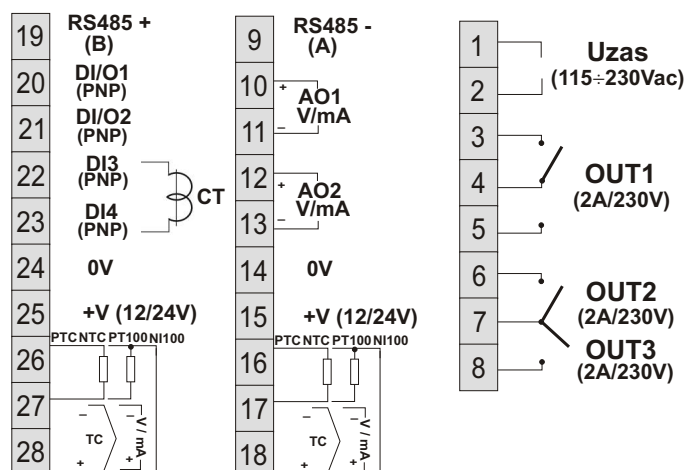 19 RS485 +
(B)
20 DI/O1
(PNP)
21 DI/O2
(PNP)
22 DI3
(PNP)
CT
23 DI4
(PNP)
24 0V
25 +V (12/24V)
PTC NTC PT100 NI100
26
27
– –
TC V / mA
28
+ +
9 RS485 -
(A)
10 + AO1
V/mA
11 –
12 + AO2
V/mA
13 –
14 0V
15 +V (12/24V)
PTC NTC PT100 NI100
16
17
– –
TC V / mA
18
+ +
1 Uzas
(115÷230Vac)
2
3
4 OUT1
(2A/230V)
5
6 OUT2
(2A/230V)
7
OUT3
8 (2A/230V)